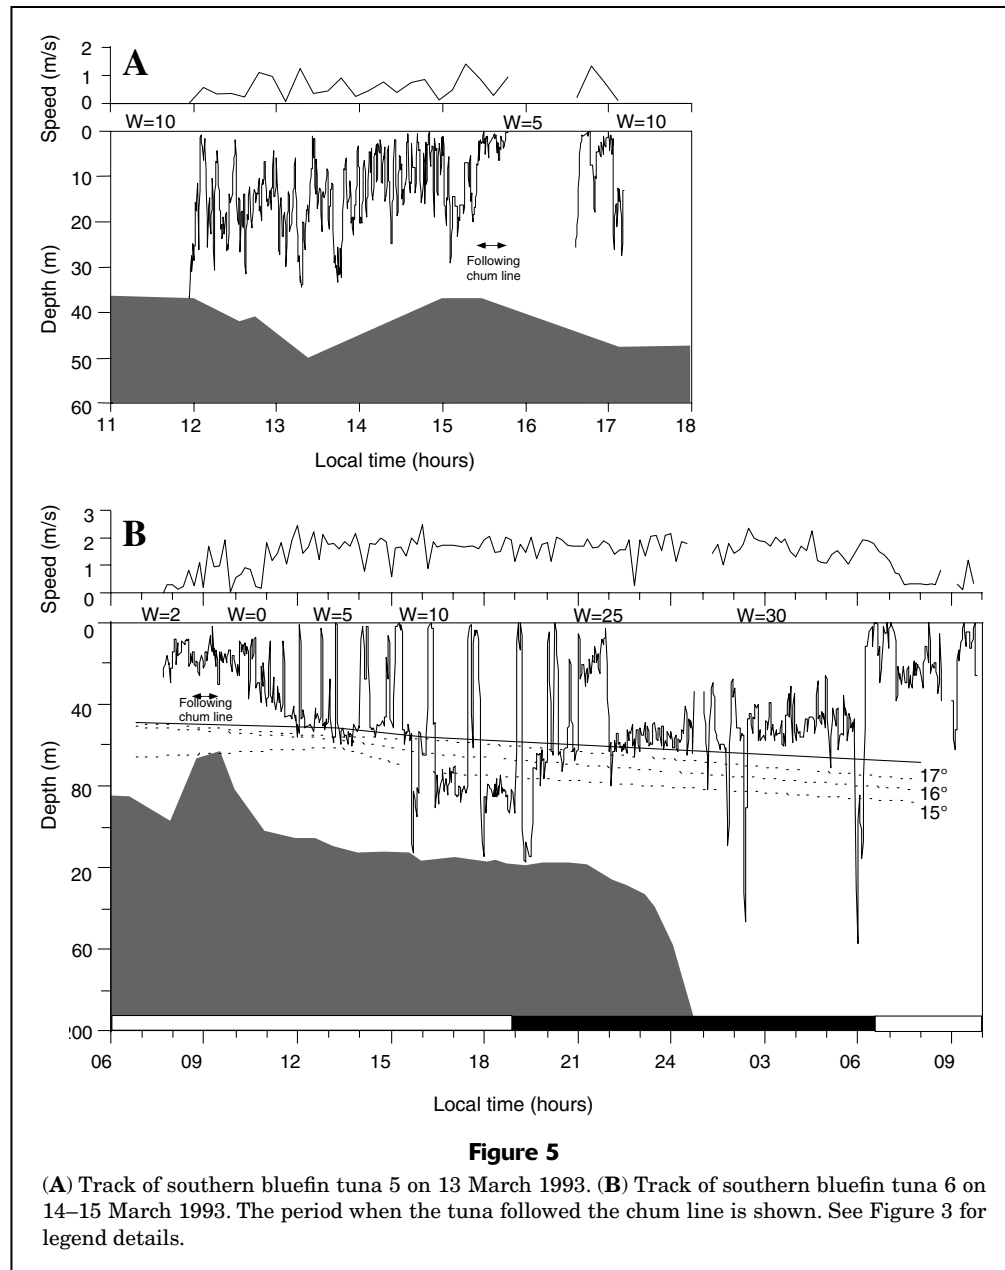 A
Speed (m/s)
2
1
0
W=10
W=5
W=10
Depth (m)
0
10
20
30
40
50
60
Following
chum line
11 12 13 14 15 16 17 18
Local time (hours)
B
Speed (m/s)
3
2
1
0
W=2 W=0 W=5 W=10 W=25 W=30
Depth (m)
0
40
60
80
20
60
200
Following
chum line
17°
16°
15°
06 09 12 15 18 21 24 03 06 09
Local time (hours)
Figure 5
(A) Track of southern bluefin tuna 5 on 13 March 1993. (B) Track of southern bluefin tuna 6 on
14–15 March 1993. The period when the tuna followed the chum line is shown. See Figure 3 for
legend details.